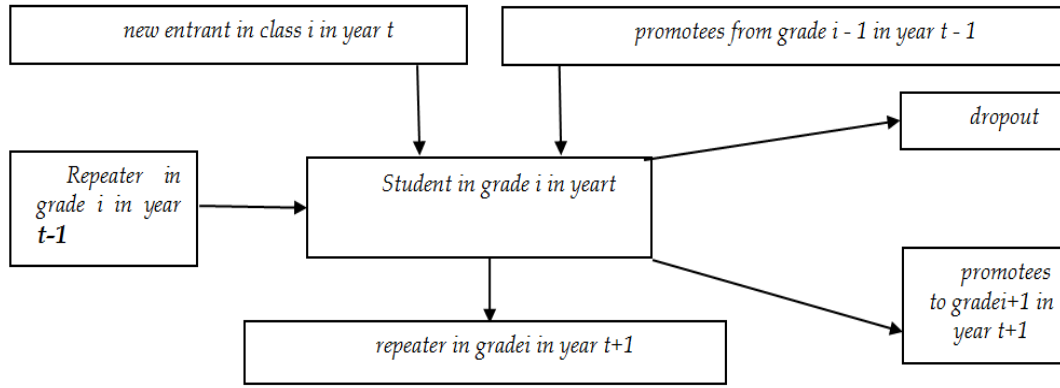 new entrant in class i in year t
promotees from grade i - 1 in year t - 1
dropout
Repeater in
grade i in year
t-1
Student in grade i in yeart
promotees
to gradei+1 in
year t+1
repeater in gradei in year t+1